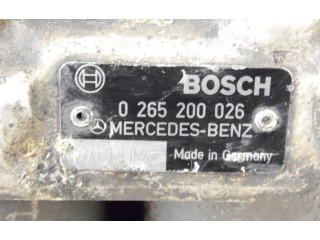 BOSCH
0 265 200 026
MERCEDES-BENZ
Made in Germany